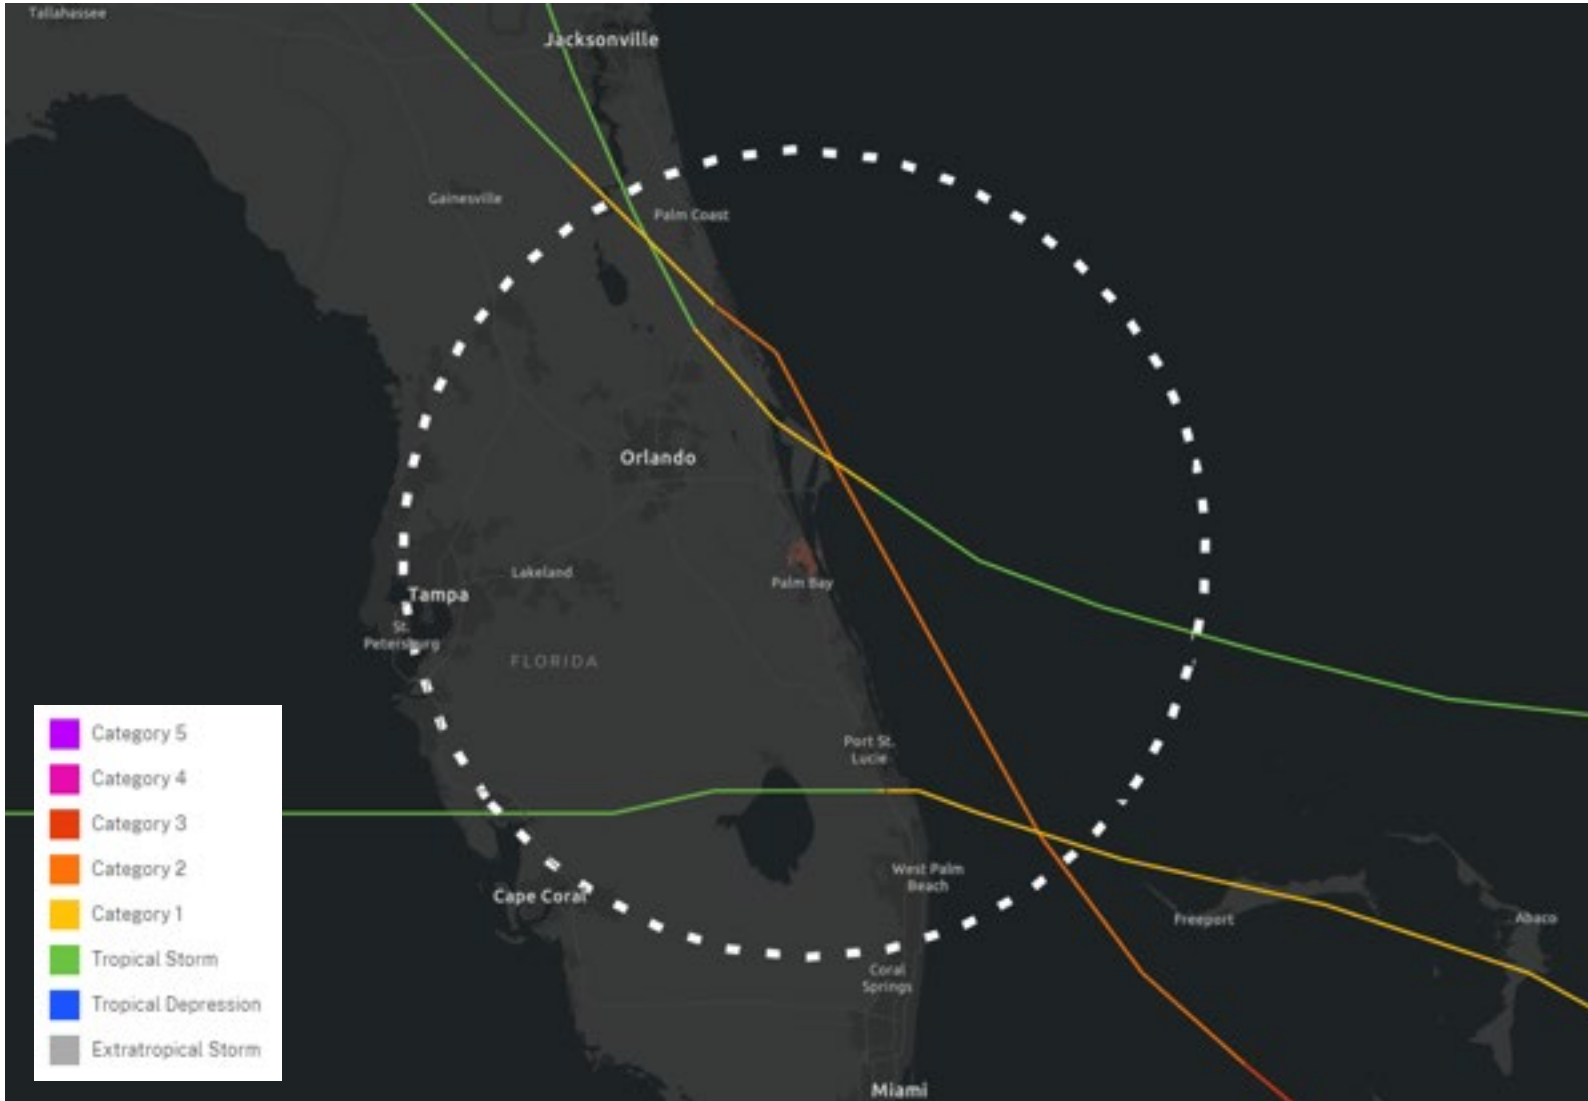 Tallahassee
Jacksonville
Gainesville
Palm Coast
Orlando
Lakeland
Palm Bay
Tampa
St.
Petersburg
FLORIDA
Port St.
Lucie
West Palm
Beach
Cape Coral
Freeport
Abaco
Coral
Springs
Miami
Category 5
Category 4
Category 3
Category 2
Category 1
Tropical Storm
Tropical Depression
Extratropical Storm